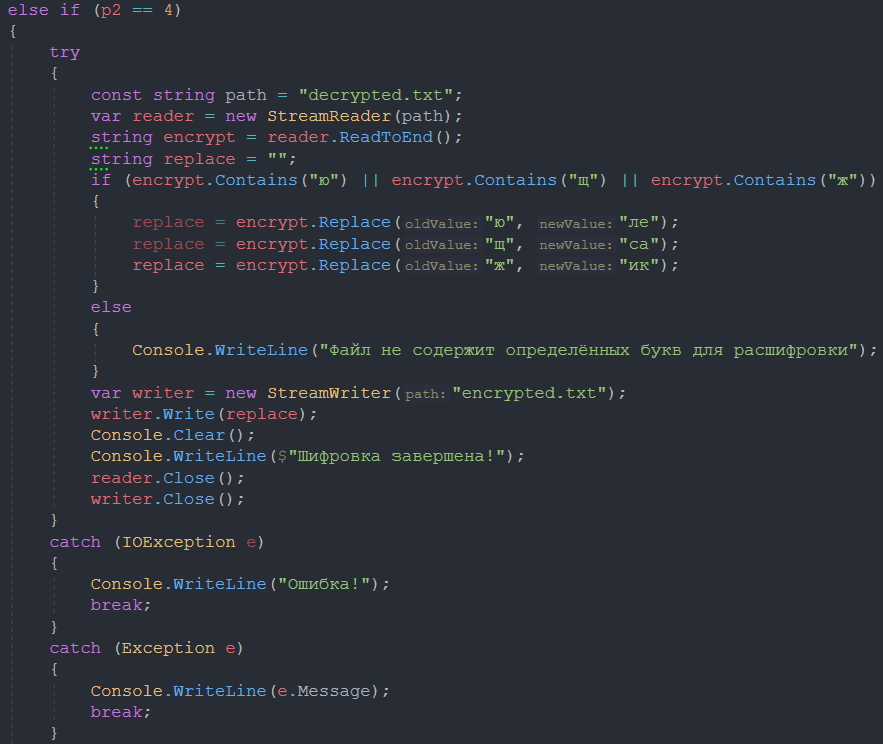 else if (p2 == 4)
{
try
{
const string path = "decrypted.txt";
var reader = new StreamReader(path);
string encrypt = reader.ReadToEnd();
string replace = "";
if (encrypt.Contains("ю") || encrypt.Contains("щ") || encrypt.Contains("ж"))
{
replace = encrypt.Replace(oldValue: "ю", newValue: "ле");
replace = encrypt.Replace(oldValue: "щ", newValue: "са");
replace = encrypt.Replace(oldValue: "ж", newValue: "ик");
}
else
{
Console.WriteLine("Файл не содержит определённых букв для расшифровки");
}
var writer = new StreamWriter(path: "encrypted.txt");
writer.Write(replace);
Console.Clear();
Console.WriteLine($"Шифровка завершена!");
reader.Close();
writer.Close();
}
catch (IOException e)
{
Console.WriteLine("Ошибка!");
break;
}
catch (Exception e)
{
Console.WriteLine(e.Message);
break;
}